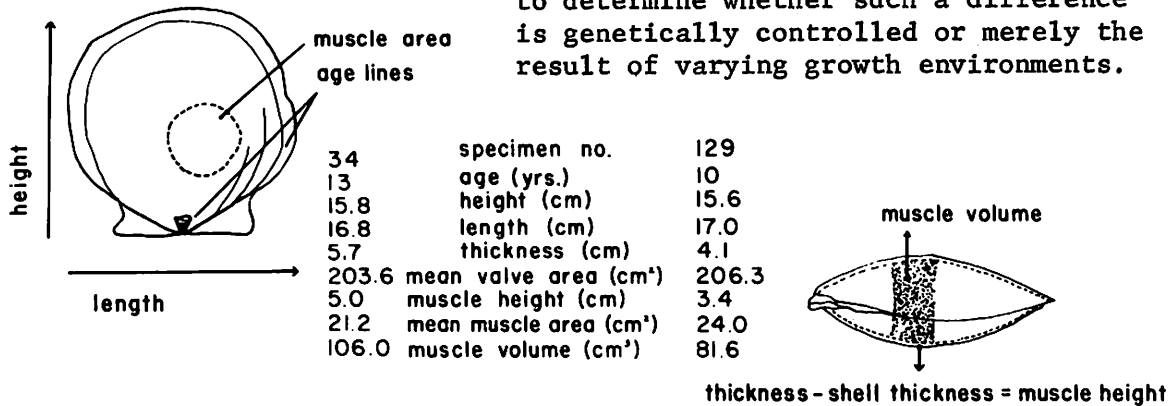 to determine whether such a difference
is genetically controlled or merely the
result of varying growth environments.
muscle area
age lines
height
length
34 specimen no. 129
13 age (yrs.) 10
15.8 height (cm) 15.6
16.8 length (cm) 17.0
5.7 thickness (cm) 4.1
203.6 mean valve area (cm²) 206.3
5.0 muscle height (cm) 3.4
21.2 mean muscle area (cm²) 24.0
106.0 muscle volume (cm³) 81.6
muscle volume
thickness - shell thickness = muscle height